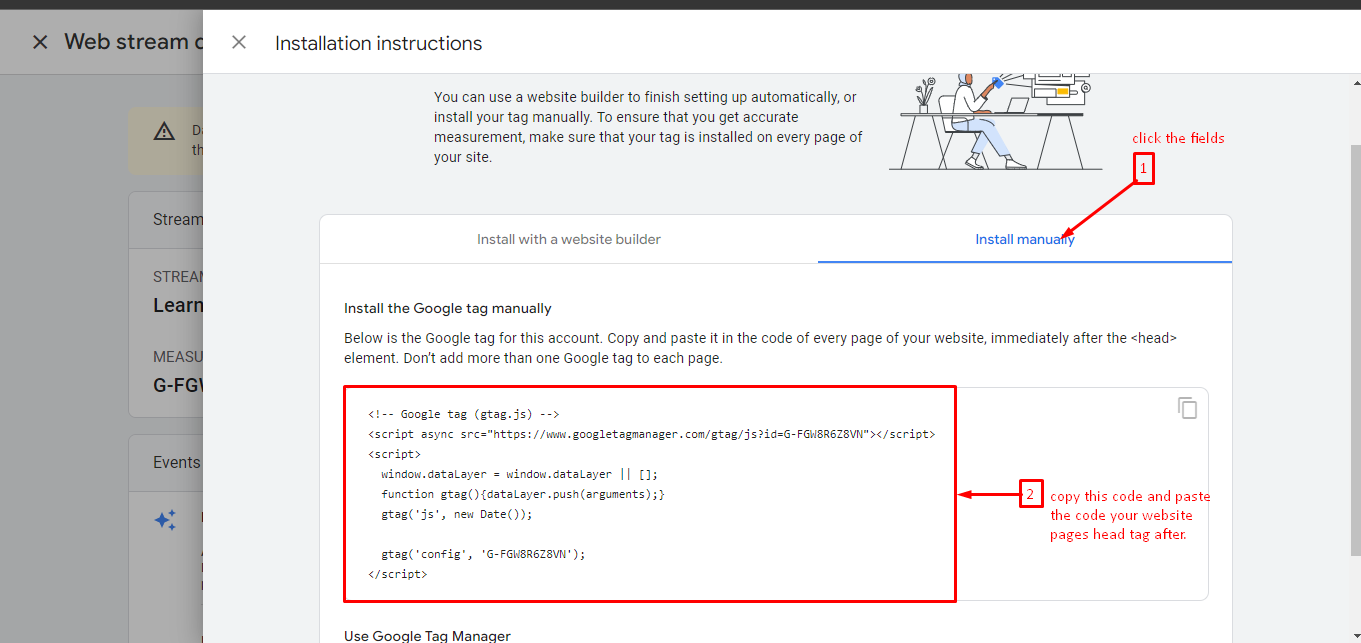 Web stream d
Installation instructions
You can use a website builder to finish setting up automatically, or
install your tag manually. To ensure that you get accurate
measurement, make sure that your tag is installed on every page of
your site.
click the fields
1
Da
th
Stream
STREAM
Learn
MEASU
G-FGW
Events
Install with a website builder
Install manually
Install the Google tag manually
Below is the Google tag for this account. Copy and paste it in the code of every page of your website, immediately after the <head>
element. Don't add more than one Google tag to each page.
<!-- Google tag (gtag.js) -->
<script async src="https://www.googletagmanager.com/gtag/js?id=G-FGW8R6Z8VN"></script>
<script>
window.dataLayer = window.dataLayer || [];
function gtag(){dataLayer.push(arguments);}
gtag('js', new Date());
gtag('config', 'G-FGW8R6Z8VN');
</script>
2
copy this code and paste
the code your website
pages head tag after.
Use Google Tag Manager